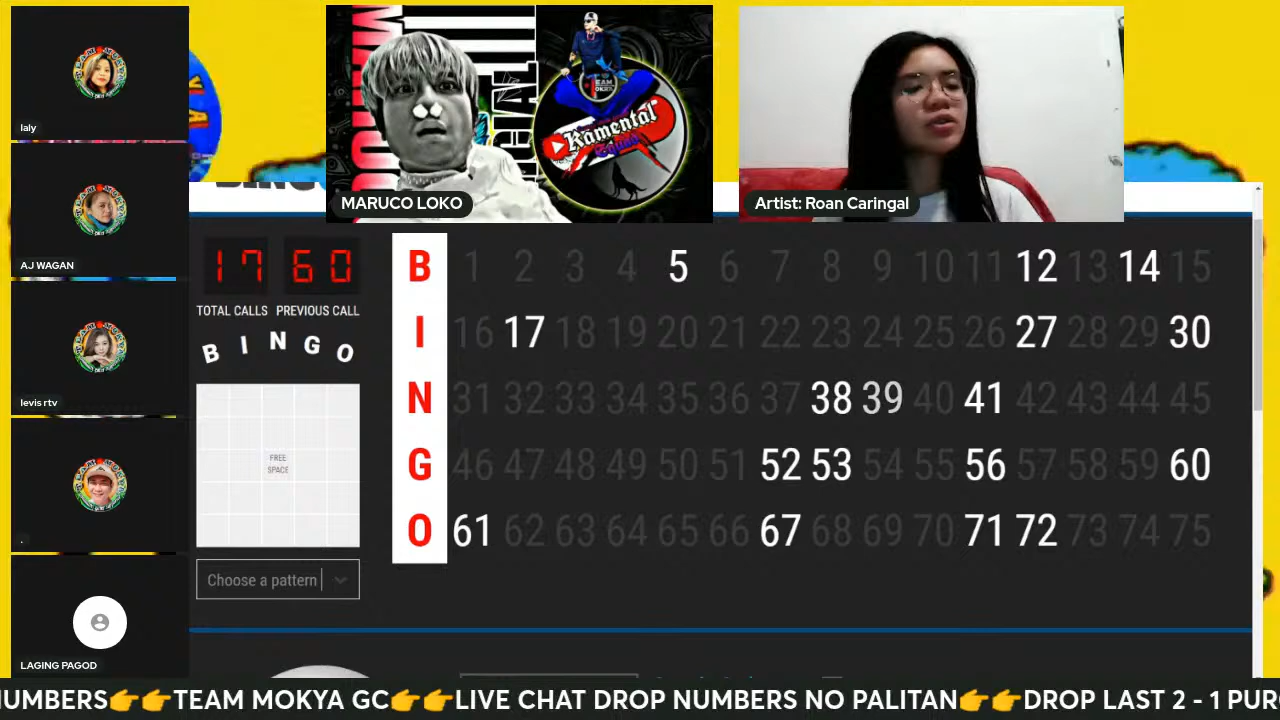 laly
AJ WAGAN
levis rtv
.
LAGING PAGOD
MARUCO LOKO
Kamental
Artist: Roan Caringal
17 60
TOTAL CALLS PREVIOUS CALL
B I N G O
FREE
SPACE
Choose a pattern
B 1 2 3 4 5 6 7 8 9 10 11 12 13 14 15
I 16 17 18 19 20 21 22 23 24 25 26 27 28 29 30
N 31 32 33 34 35 36 37 38 39 40 41 42 43 44 45
G 46 47 48 49 50 51 52 53 54 55 56 57 58 59 60
O 61 62 63 64 65 66 67 68 69 70 71 72 73 74 75
NUMBERS👉👉TEAM MOKYA GC👉👉LIVE CHAT DROP NUMBERS NO PALITAN👉👉DROP LAST 2 - 1 PUR